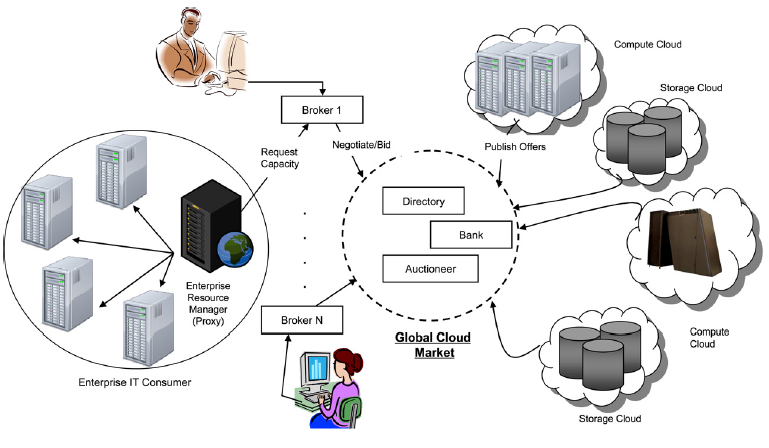 Compute Cloud
Storage Cloud
Broker 1
Request
Capacity
Negotiate/Bid
Publish Offers
Directory
Bank
Auctioneer
Enterprise
Resource
Manager
(Proxy)
Broker N
Global Cloud
Market
Compute
Cloud
Enterprise IT Consumer
Storage Cloud